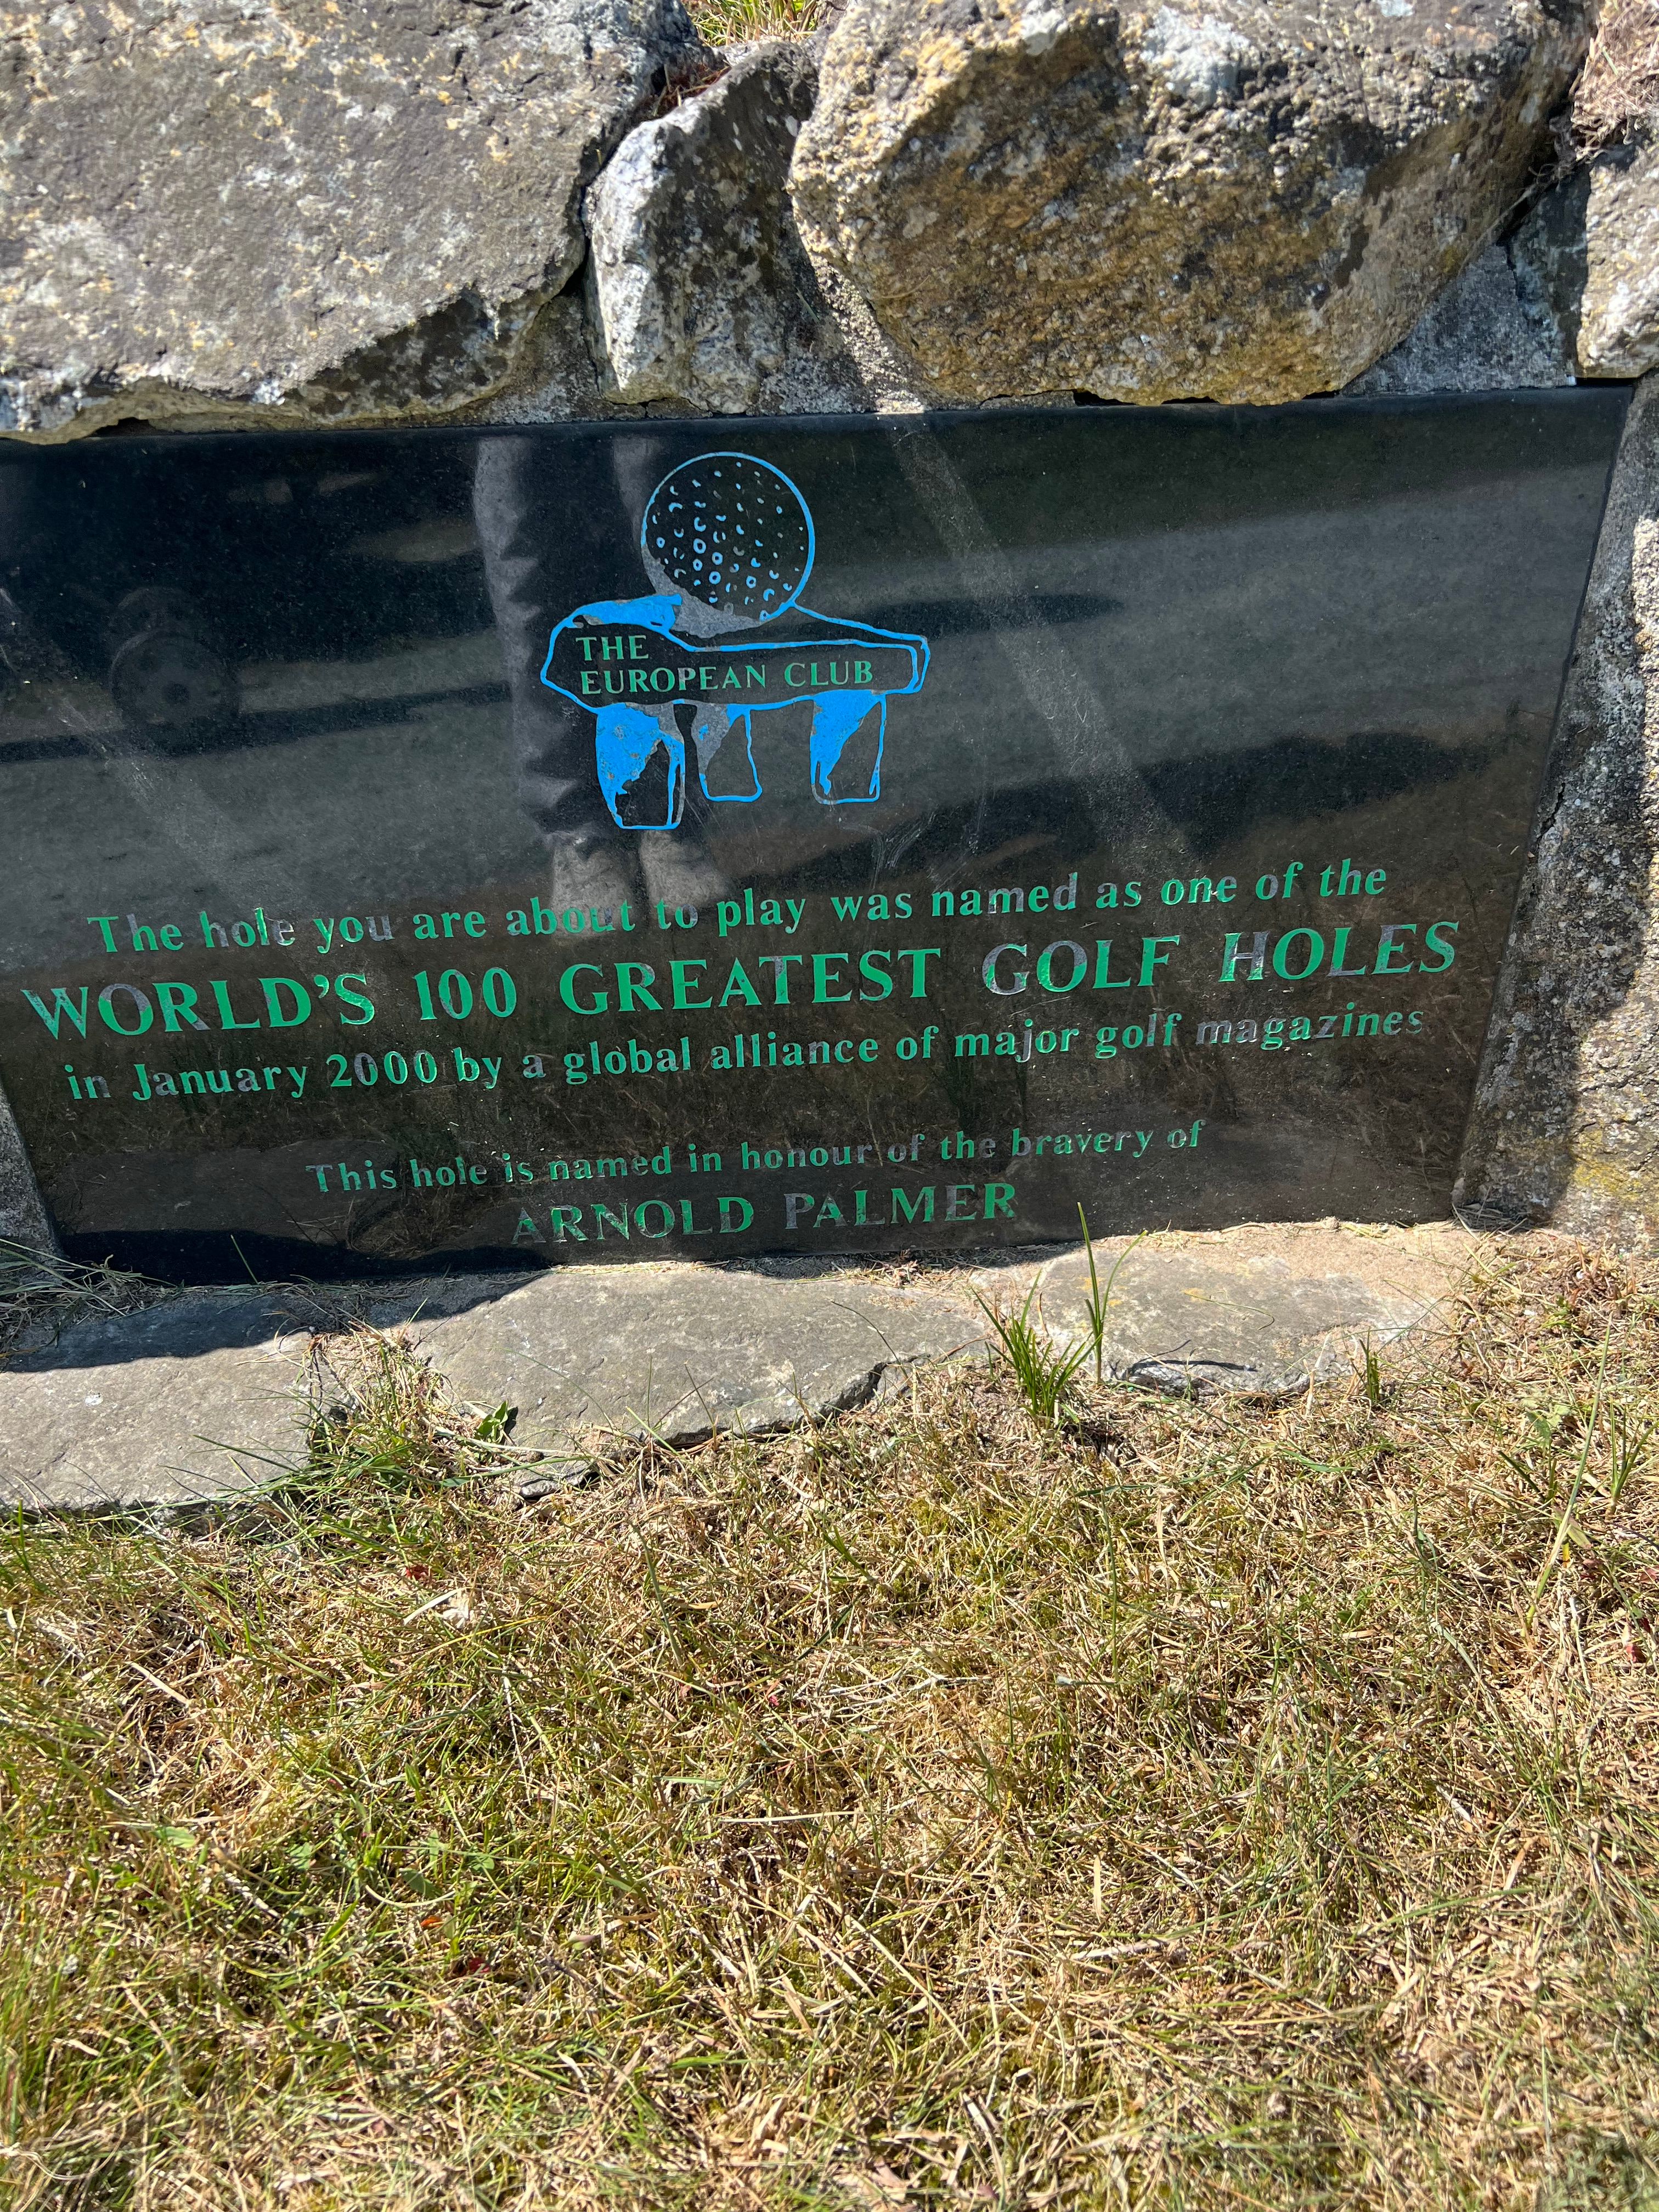 THE
EUROPEAN CLUB
The hole you are about to play was named as one of the
WORLD'S 100 GREATEST GOLF HOLES
in January 2000 by a global alliance of major golf magazines
This hole is named in honour of the bravery of
ARNOLD PALMER